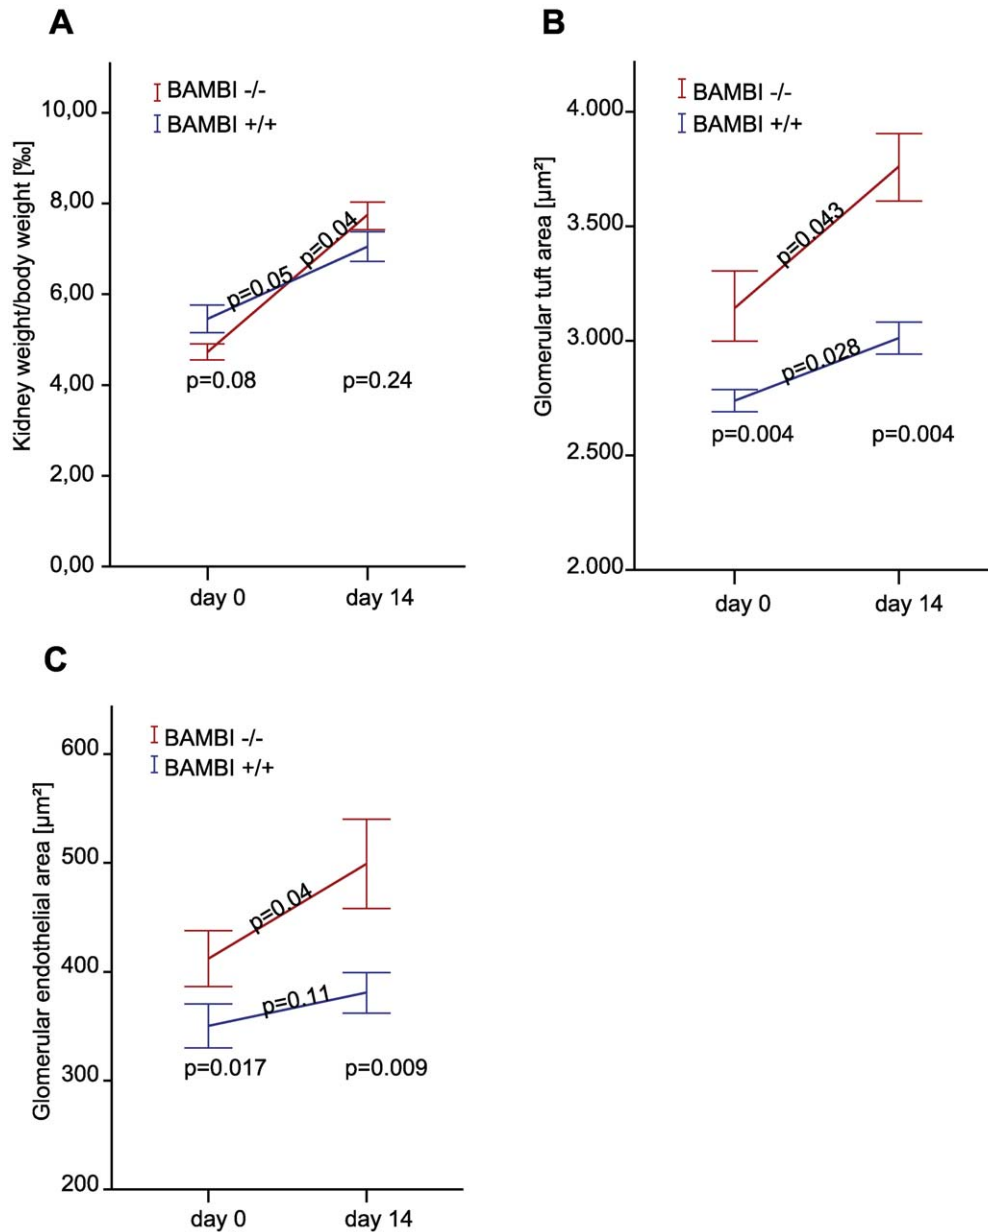 A
BAMBI -/-
BAMBI +/+
Kidney weight/body weight [‰]
10,00
8,00
6,00
4,00
2,00
0,00
p=0.05
p=0.04
p=0.08
p=0.24
day 0
day 14
B
BAMBI -/-
BAMBI +/+
Glomerular tuft area [µm²]
4.000
3.500
3.000
2.500
2.000
p=0.043
p=0.028
p=0.004
p=0.004
day 0
day 14
C
BAMBI -/-
BAMBI +/+
Glomerular endothelial area [µm²]
600
500
400
300
200
p=0.04
p=0.11
p=0.017
p=0.009
day 0
day 14